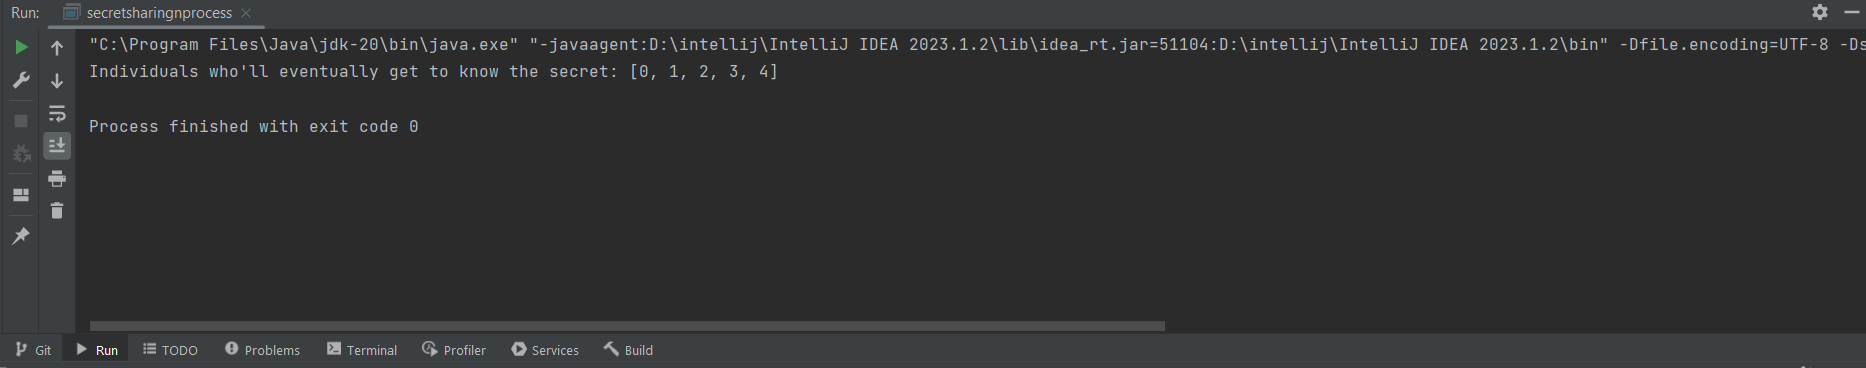 Run: secretsharingnprocess
"C:\Program Files\Java\jdk-20\bin\java.exe" "-javaagent:D:\intellij\IntelliJ IDEA 2023.1.2\lib\idea_rt.jar=51104:D:\intellij\IntelliJ IDEA 2023.1.2\bin" -Dfile.encoding=UTF-8 -Ds
Individuals who'll eventually get to know the secret: [0, 1, 2, 3, 4]
Process finished with exit code 0
Git Run TODO Problems Terminal Profiler Services Build